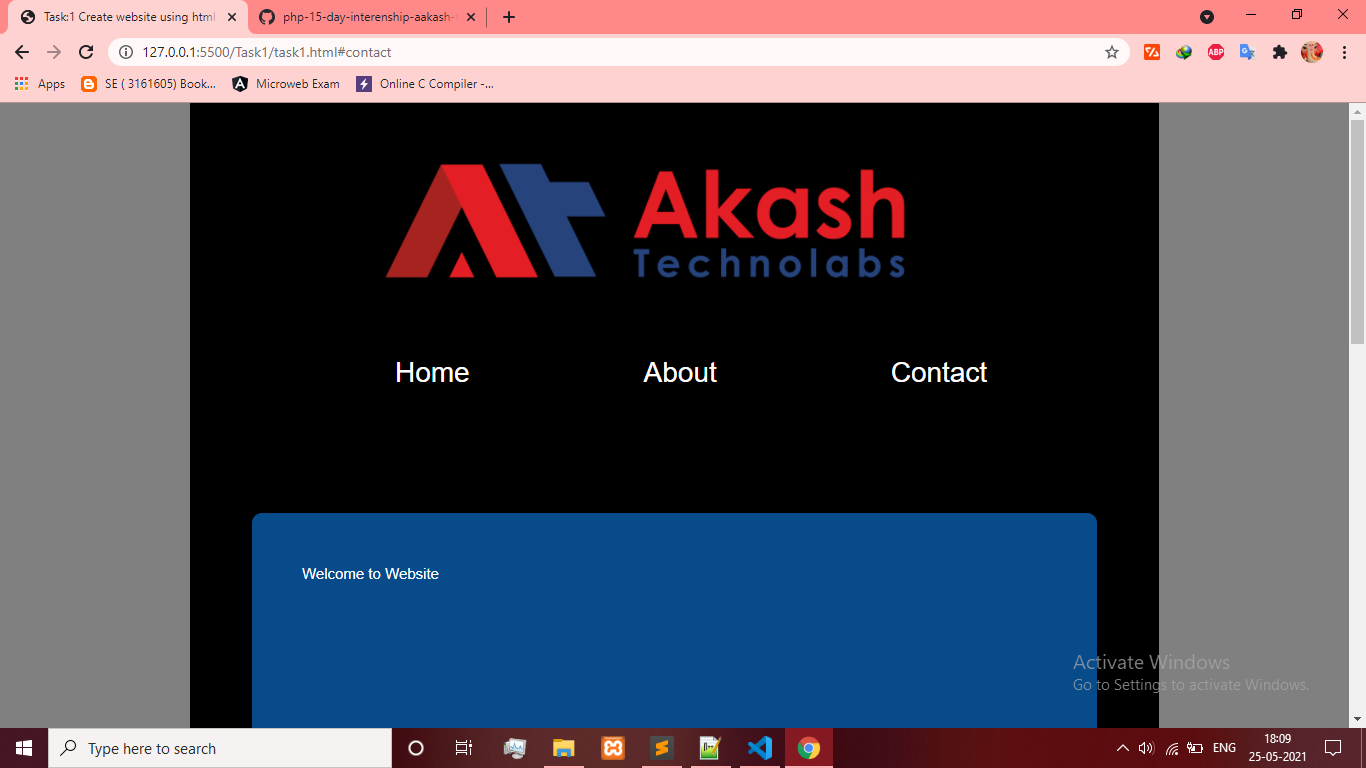 Task:1 Create website using html
php-15-day-interenship-aakash-
127.0.0.1:5500/Task1/task1.html#contact
ABP
Apps
SE ( 3161605) Book...
Microweb Exam
Online C Compiler -...
Akash
Technolabs
Home
About
Contact
Welcome to Website
Activate Windows
Go to Settings to activate Windows.
Type here to search
ENG
18:09
25-05-2021